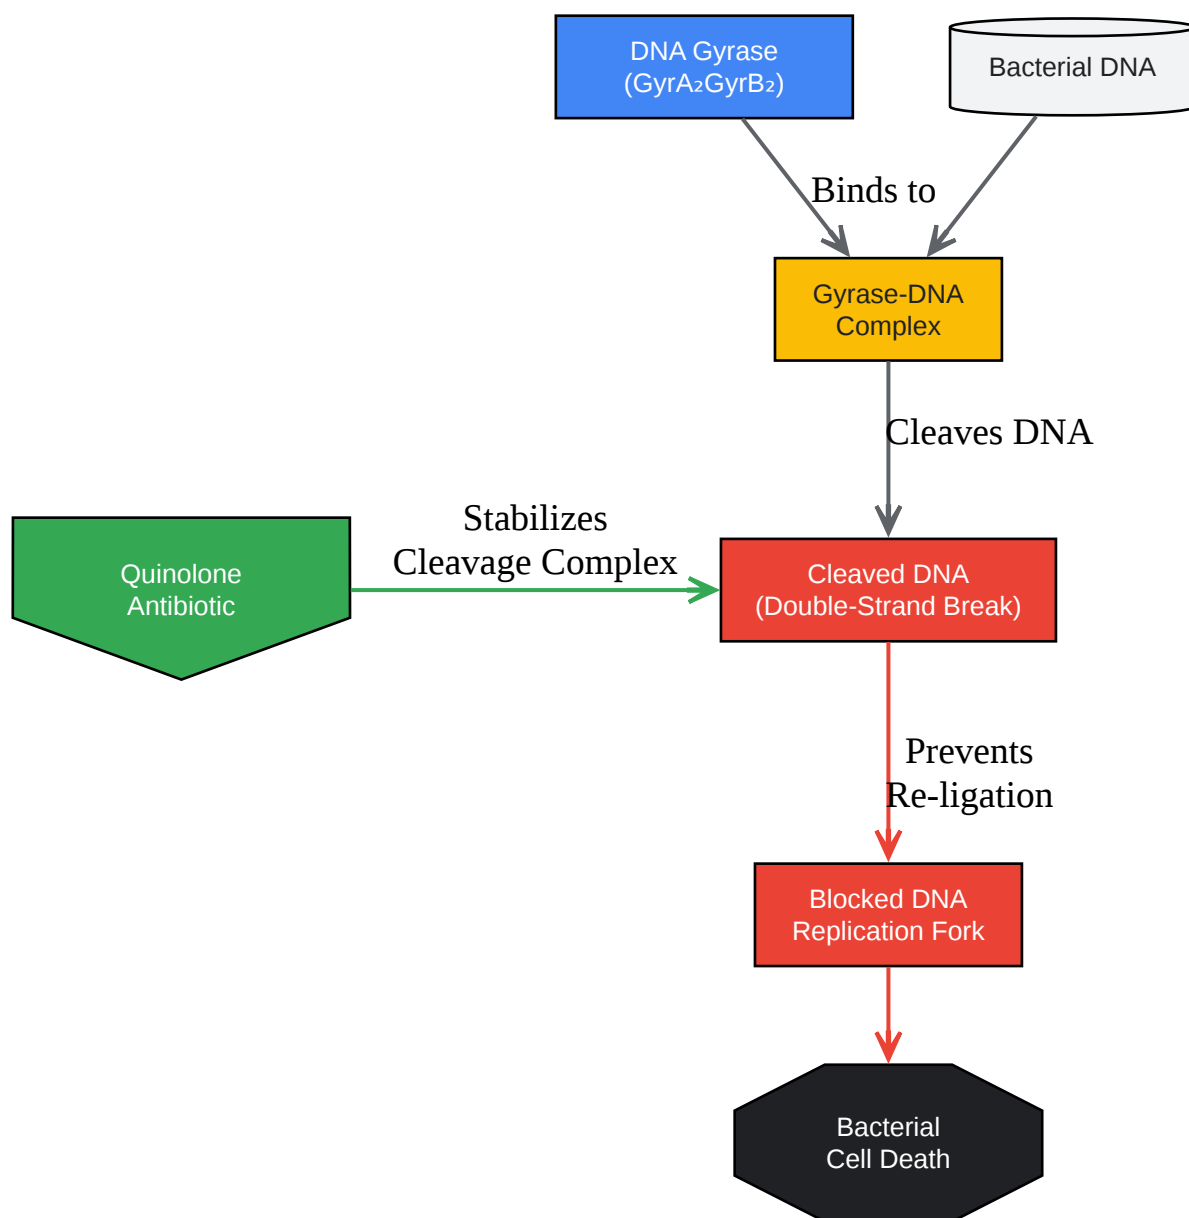 DNA Gyrase
(GyrA₂GyrB₂)
Bacterial DNA
Binds to
Gyrase-DNA
Complex
Cleaves DNA
Stabilizes
Cleavage Complex
Quinolone
Antibiotic
Cleaved DNA
(Double-Strand Break)
Prevents
Re-ligation
Blocked DNA
Replication Fork
Bacterial
Cell Death